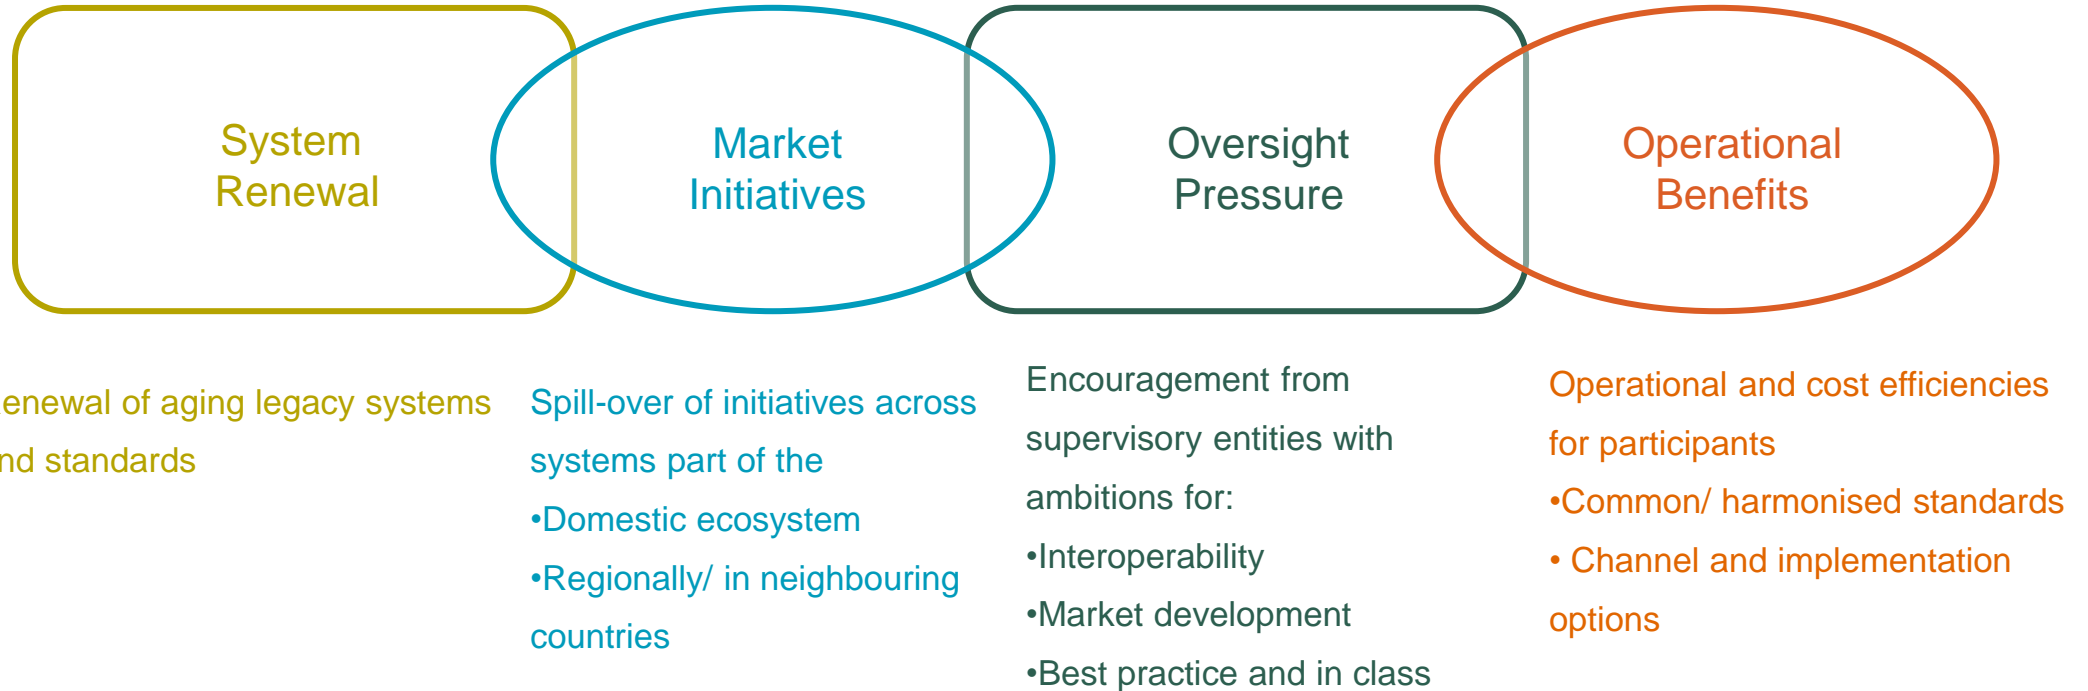 System
Renewal
Market
Initiatives
Oversight
Pressure
Operational
Benefits
enewal of aging legacy systems
nd standards
Spill-over of initiatives across
systems part of the
•Domestic ecosystem
•Regionally/ in neighbouring
countries
Encouragement from
supervisory entities with
ambitions for:
•Interoperability
•Market development
•Best practice and in class
Operational and cost efficiencies
for participants
•Common/ harmonised standards
• Channel and implementation
options